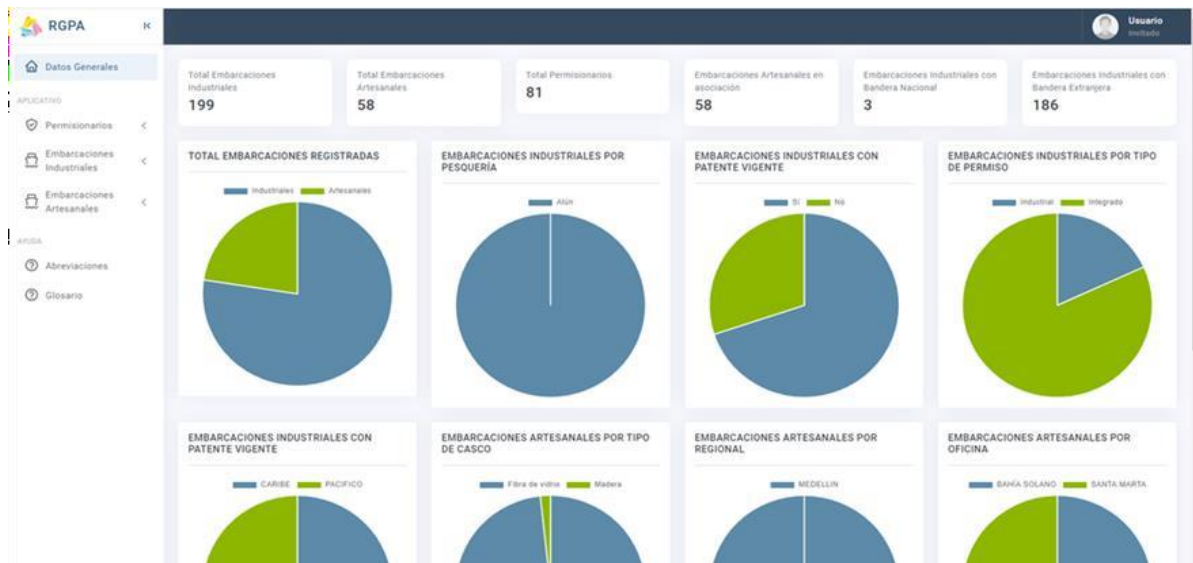 RGPA
Usuario
Invitado
Datos Generales
APLICATIVO
Permisionarios
Embarcaciones
Industriales
Embarcaciones
Artesanales
AYUDA
Abreviaciones
Glosario
Total Embarcaciones
Industriales
199
Total Embarcaciones
Artesanales
58
Total Permisionarios
81
Embarcaciones Artesanales en
asociación
58
Embarcaciones Industriales con
Bandera Nacional
3
Embarcaciones Industriales con
Bandera Extranjera
186
TOTAL EMBARCACIONES REGISTRADAS
Industriales Artesanales
EMBARCACIONES INDUSTRIALES POR
PESQUERÍA
Atún
EMBARCACIONES INDUSTRIALES CON
PATENTE VIGENTE
Si No
EMBARCACIONES INDUSTRIALES POR TIPO
DE PERMISO
Industrial Integrado
EMBARCACIONES INDUSTRIALES CON
PATENTE VIGENTE
CARIBE PACIFICO
EMBARCACIONES ARTESANALES POR TIPO
DE CASCO
Fibra de vidrio Madera
EMBARCACIONES ARTESANALES POR
REGIONAL
MEDELLIN
EMBARCACIONES ARTESANALES POR
OFICINA
BAHÍA SOLANO SANTA MARTA